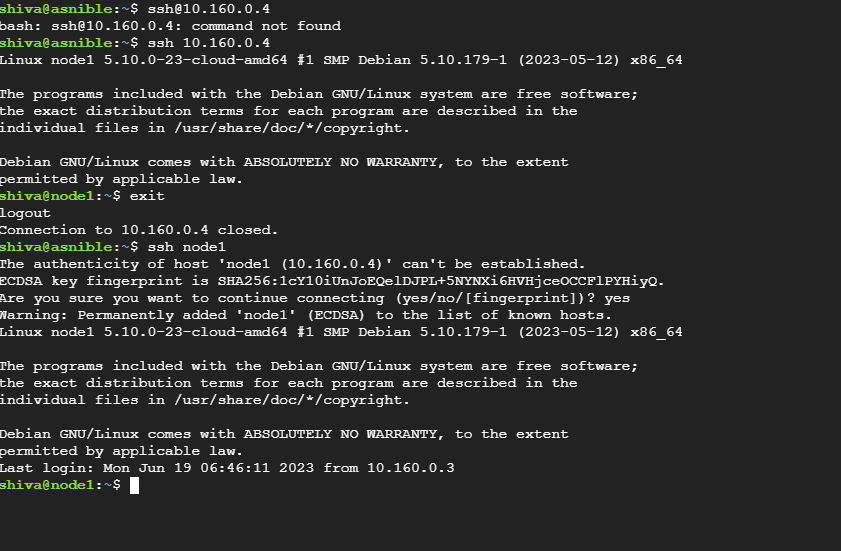 shiva@asnible:~$ ssh@10.160.0.4
bash: ssh@10.160.0.4: command not found
shiva@asnible:~$ ssh 10.160.0.4
Linux node1 5.10.0-23-cloud-amd64 #1 SMP Debian 5.10.179-1 (2023-05-12) x86_64
The programs included with the Debian GNU/Linux system are free software;
the exact distribution terms for each program are described in the
individual files in /usr/share/doc/*/copyright.
Debian GNU/Linux comes with ABSOLUTELY NO WARRANTY, to the extent
permitted by applicable law.
shiva@node1:~$ exit
logout
Connection to 10.160.0.4 closed.
shiva@asnible:~$ ssh node1
The authenticity of host 'node1 (10.160.0.4)' can't be established.
ECDSA key fingerprint is SHA256:1cY10iUnJoEQelDJPL+5NYNXi6HVHjceOCCFlPYHiyQ.
Are you sure you want to continue connecting (yes/no/[fingerprint])? yes
Warning: Permanently added 'node1' (ECDSA) to the list of known hosts.
Linux node1 5.10.0-23-cloud-amd64 #1 SMP Debian 5.10.179-1 (2023-05-12) x86_64
The programs included with the Debian GNU/Linux system are free software;
the exact distribution terms for each program are described in the
individual files in /usr/share/doc/*/copyright.
Debian GNU/Linux comes with ABSOLUTELY NO WARRANTY, to the extent
permitted by applicable law.
Last login: Mon Jun 19 06:46:11 2023 from 10.160.0.3
shiva@node1:~$